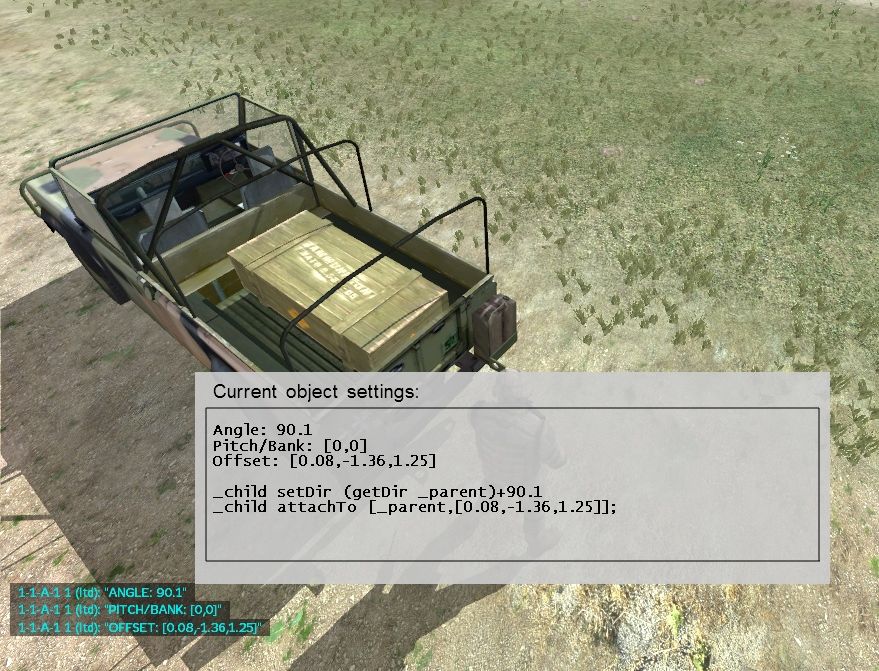 Current object settings:
Angle: 90.1
Pitch/Bank: [0,0]
Offset: [0.08,-1.36,1.25]
_child setDir (getDir _parent)+90.1
_child attachTo [_parent,[0.08,-1.36,1.25]];
1-1-A-1 1 (ltd): "ANGLE: 90.1"
1-1-A-1 1 (ltd): "PITCH/BANK: [0,0]"
1-1-A-1 1 (ltd): "OFFSET: [0.08,-1.36,1.25]"